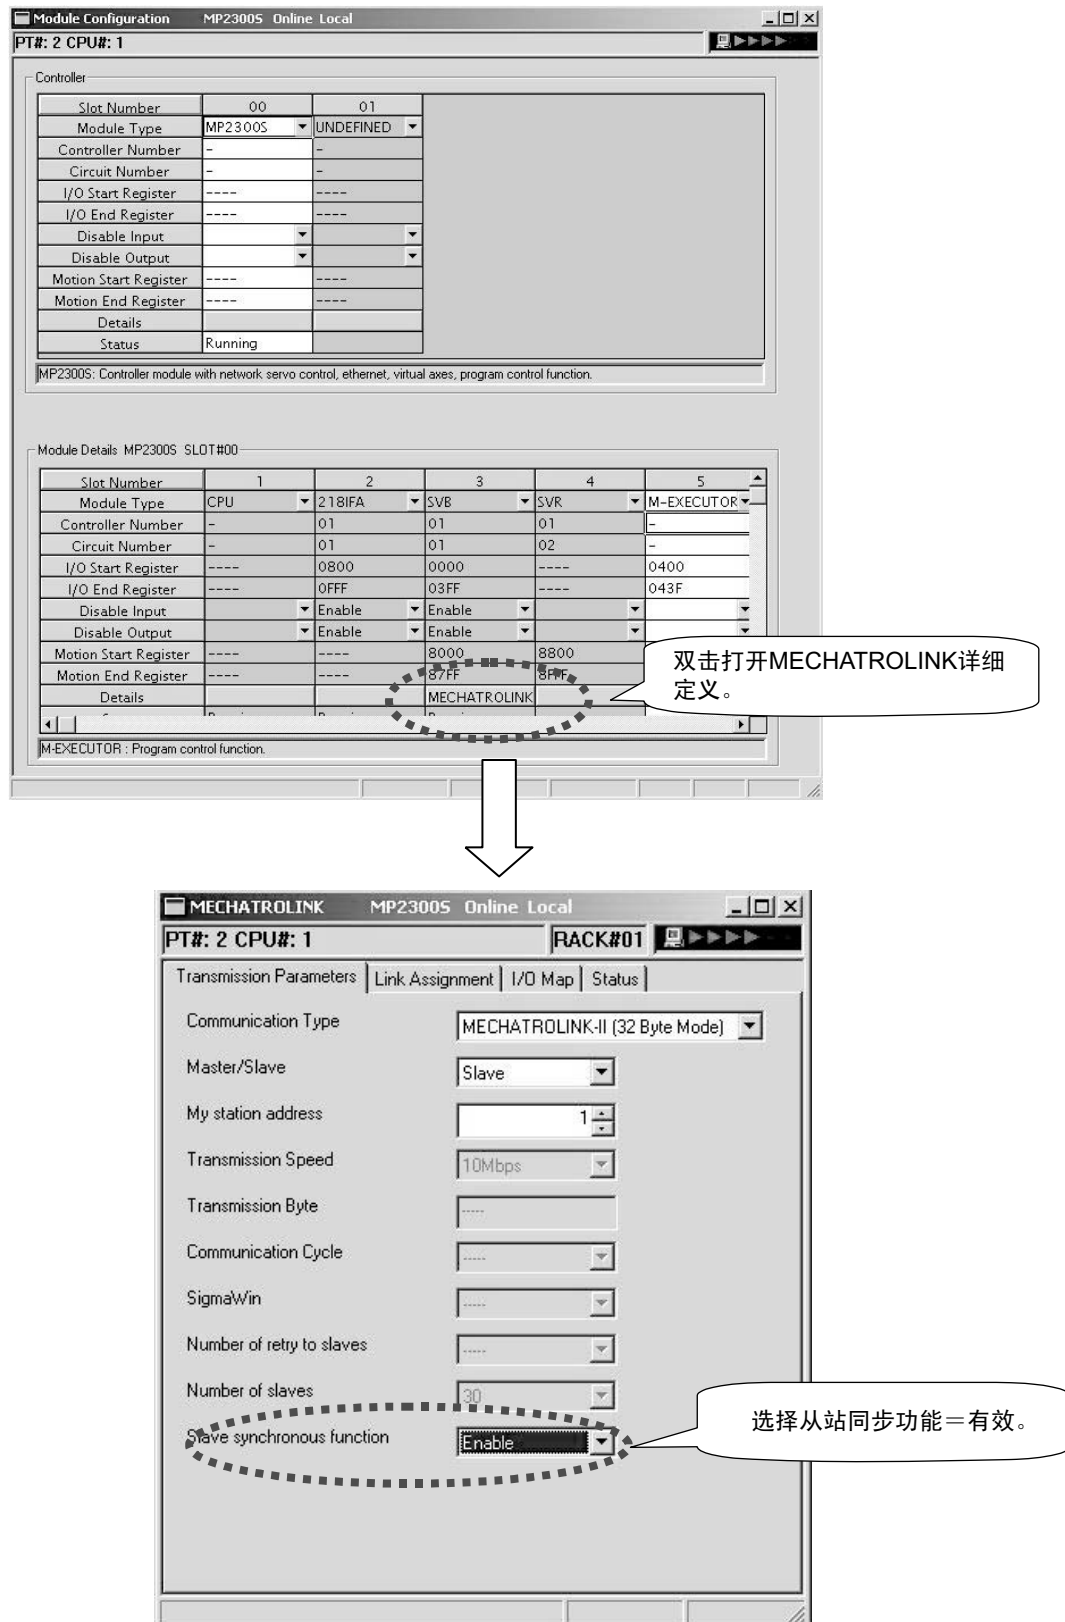 Module Configuration MP2300S Online Local
PT#: 2 CPU#: 1
Controller
Slot Number 00 01
Module Type MP2300S UNDEFINED
Controller Number - -
Circuit Number - -
I/O Start Register ---- ----
I/O End Register ---- ----
Disable Input
Disable Output
Motion Start Register ---- ----
Motion End Register ---- ----
Details
Status Running
MP2300S: Controller module with network servo control, ethernet, virtual axes, program control function.
Module Details MP2300S SLOT#00
Slot Number 1 2 3 4 5
Module Type CPU 218IFA SVB SVR M-EXECUTOR
Controller Number - 01 01 01 -
Circuit Number - 01 01 02 -
I/O Start Register ---- 0800 0000 ---- 0400
I/O End Register ---- 0FFF 03FF ---- 043F
Disable Input Enable Enable
Disable Output Enable Enable
Motion Start Register ---- ---- 8000 8800
Motion End Register ---- ---- 87FF 8FFF
Details MECHATROLINK
M-EXECUTOR : Program control function.
双击打开MECHATROLINK详细
定义。
MECHATROLINK MP2300S Online Local
PT#: 2 CPU#: 1 RACK#01
Transmission Parameters Link Assignment I/O Map Status
Communication Type MECHATROLINK-II (32 Byte Mode)
Master/Slave Slave
My station address 1
Transmission Speed 10Mbps
Transmission Byte -----
Communication Cycle -----
SigmaWin -----
Number of retry to slaves -----
Number of slaves 30
Slave synchronous function Enable
选择从站同步功能＝有效。